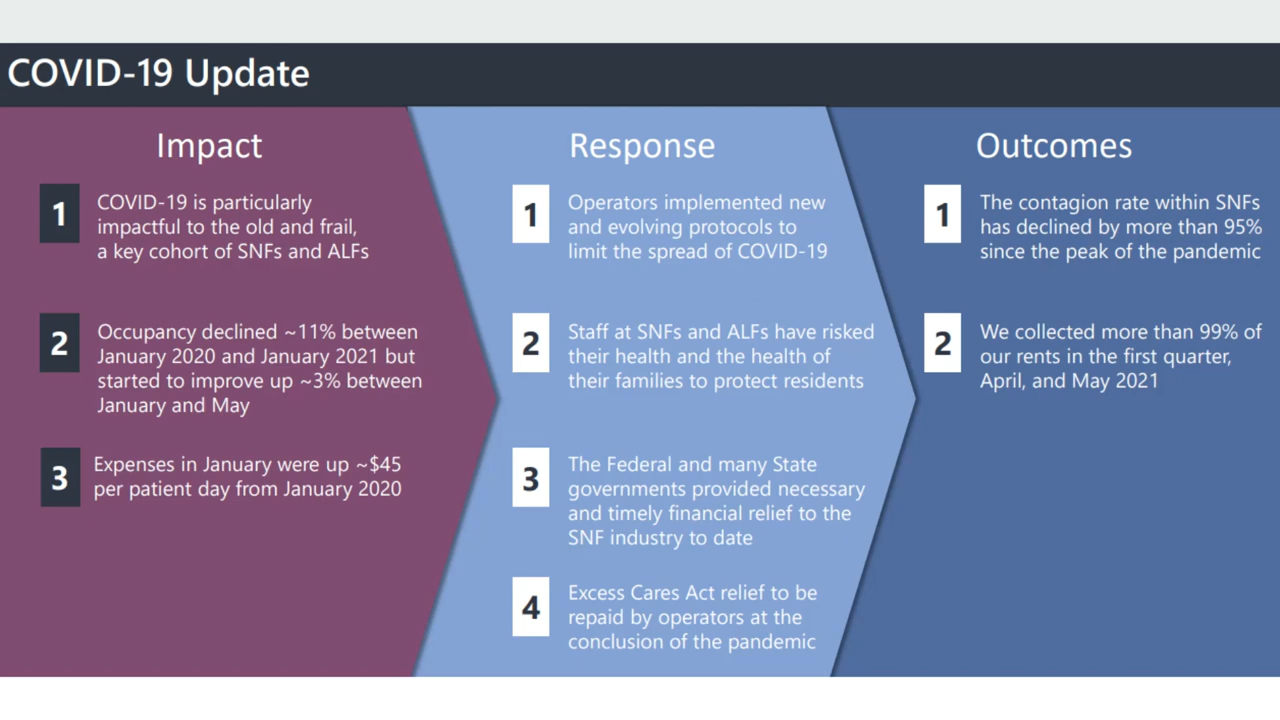 COVID-19 Update
Impact
1
COVID-19 is particularly
impactful to the old and frail,
a key cohort of SNFs and ALFs
2
Occupancy declined ~11% between
January 2020 and January 2021 but
started to improve up ~3% between
January and May
3
Expenses in January were up ~$45
per patient day from January 2020
Response
1
Operators implemented new
and evolving protocols to
limit the spread of COVID-19
2
Staff at SNFs and ALFs have risked
their health and the health of
their families to protect residents
3
The Federal and many State
governments provided necessary
and timely financial relief to the
SNF industry to date
4
Excess Cares Act relief to be
repaid by operators at the
conclusion of the pandemic
Outcomes
1
The contagion rate within SNFs
has declined by more than 95%
since the peak of the pandemic
2
We collected more than 99% of
our rents in the first quarter,
April, and May 2021